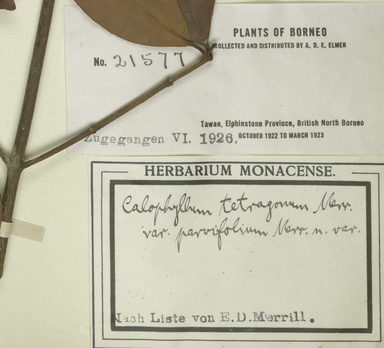 PLANTS OF BORNEO
COLLECTED AND DISTRIBUTED BY A. D. E. ELMER
No. 21577
Tawao, Elphinstone Province, British North Borneo
Zugegangen VI. 1926. OCTOBER 1922 TO MARCH 1923
HERBARIUM MONACENSE.
Calophyllum tetragonum Merr.
var. parvifolium Merr. n. var.
Nach Liste von E.D.Merrill.